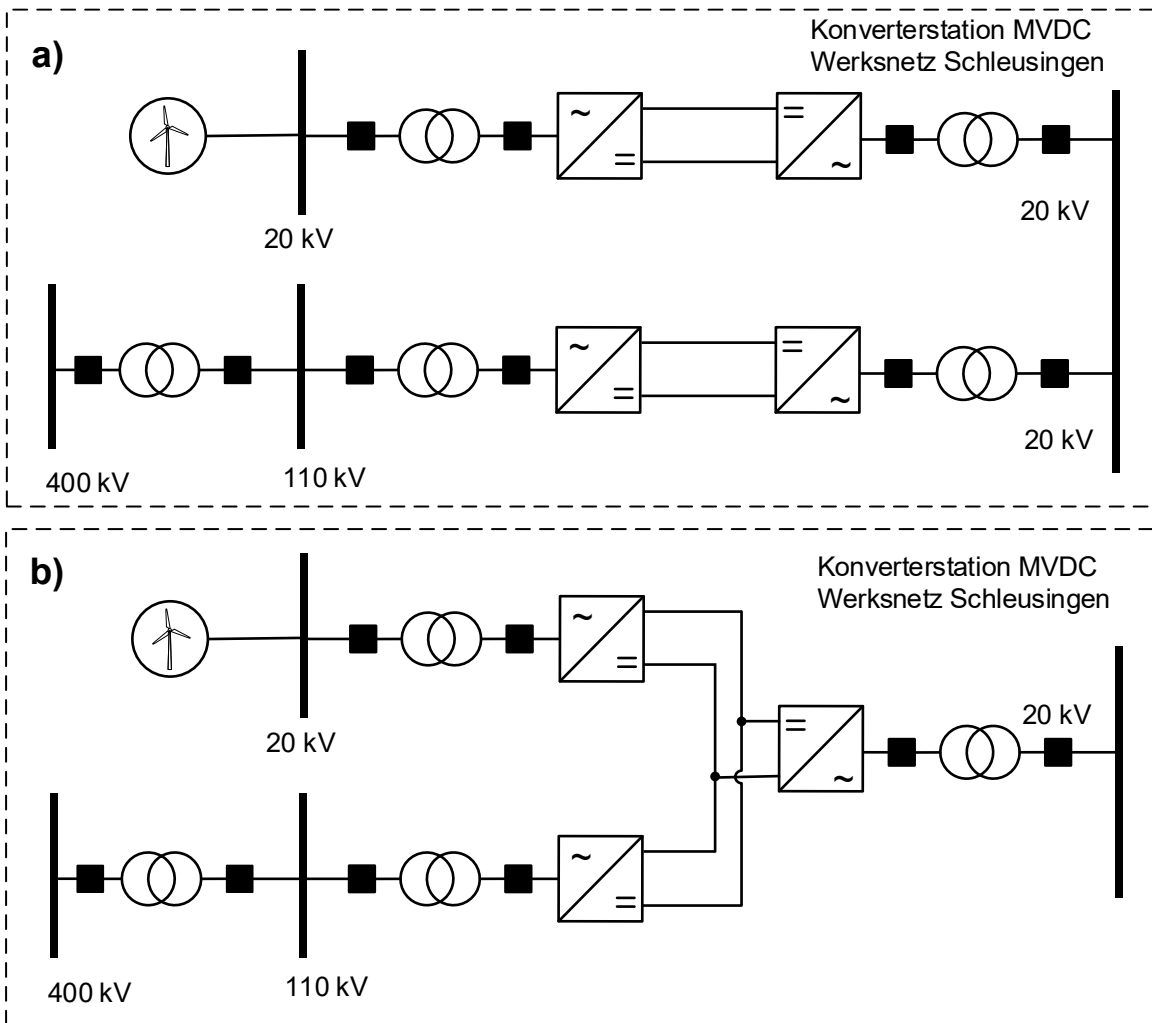 a)
Konverterstation MVDC
Werksnetz Schleusingen
~
=
=
~
20 kV
20 kV
~
=
=
~
20 kV
400 kV
110 kV
b)
Konverterstation MVDC
Werksnetz Schleusingen
~
=
20 kV
=
~
20 kV
~
=
400 kV
110 kV